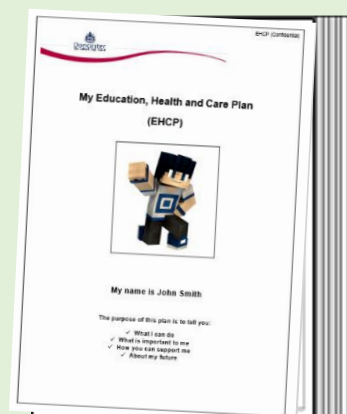 EHCP (Confidential)
Doncaster
My Education, Health and Care Plan
(EHCP)
My name is John Smith
The purpose of this plan is to tell you:
✓ What I can do
✓ What is important to me
✓ How you can support me
✓ About my future